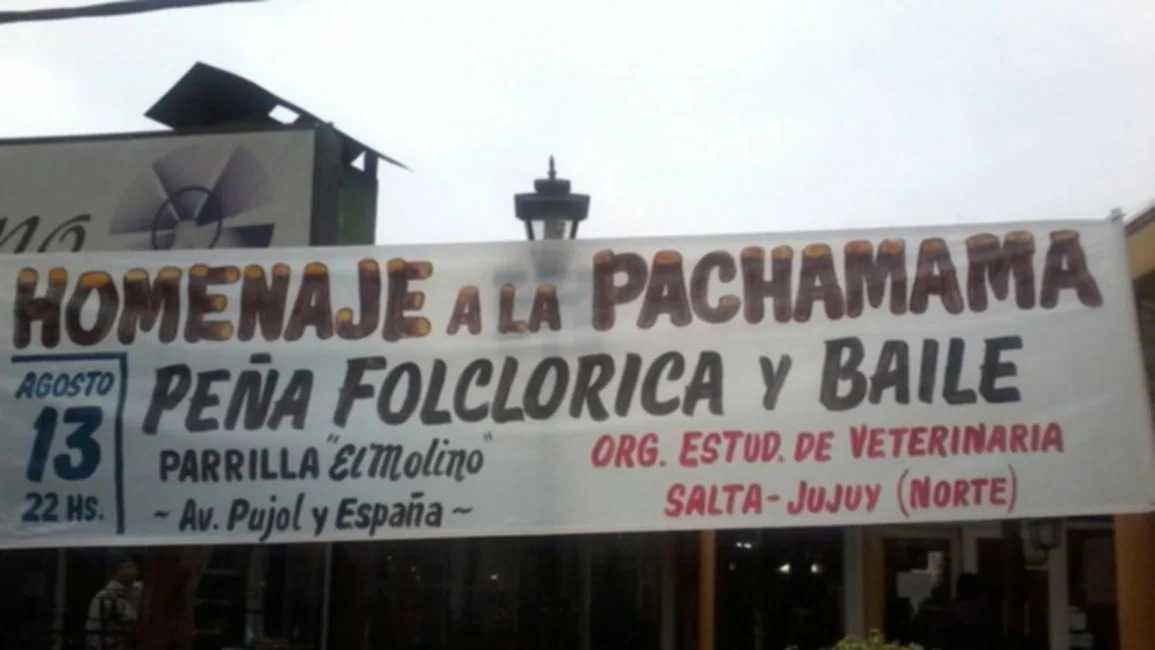 HOMENAJE A LA PACHAMAMA
AGOSTO
13
22 HS.
PEÑA FOLCLORICA Y BAILE
PARRILLA "El Molino"
~ Av. Pujol y España ~
ORG. ESTUD. DE VETERINARIA
SALTA-JUJUY (NORTE)